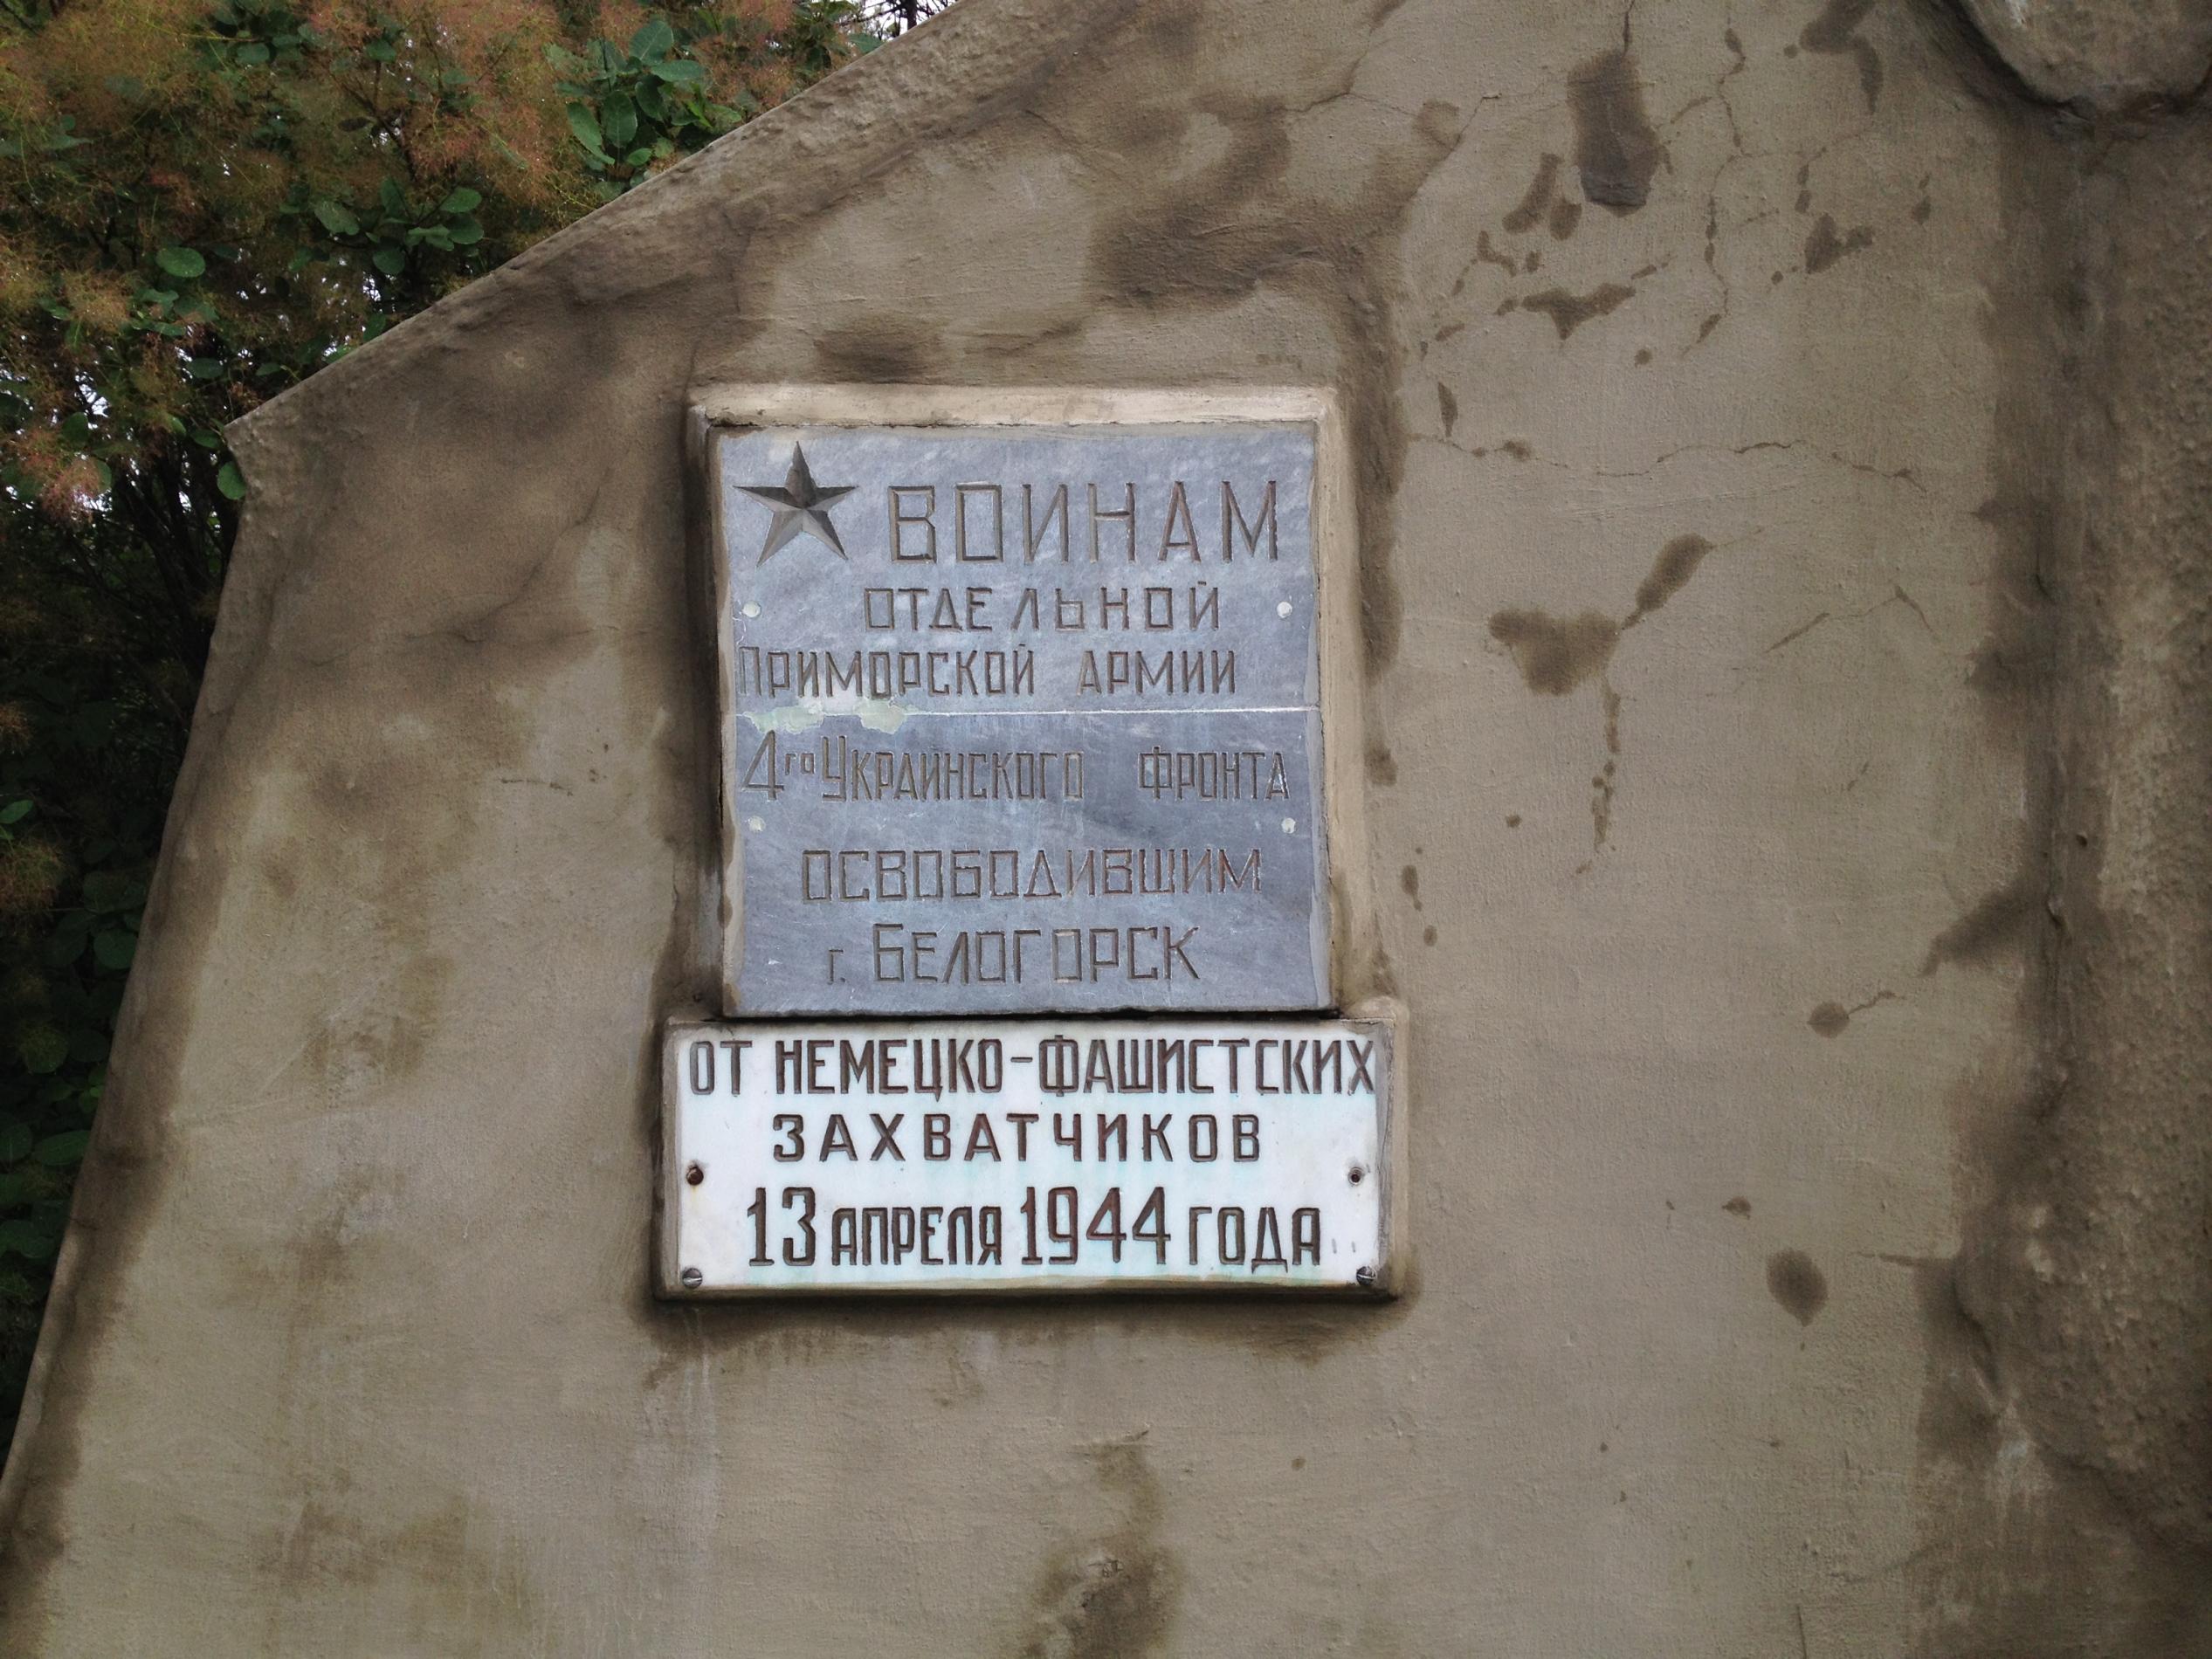 ВОИНАМ
ОТДЕЛЬНОЙ
ПРИМОРСКОЙ АРМИИ
4го УКРАИНСКОГО ФРОНТА
ОСВОБОДИВШИМ
г. БЕЛОГОРСК
ОТ НЕМЕЦКО-ФАШИСТСКИХ
ЗАХВАТЧИКОВ
13 АПРЕЛЯ 1944 ГОДА